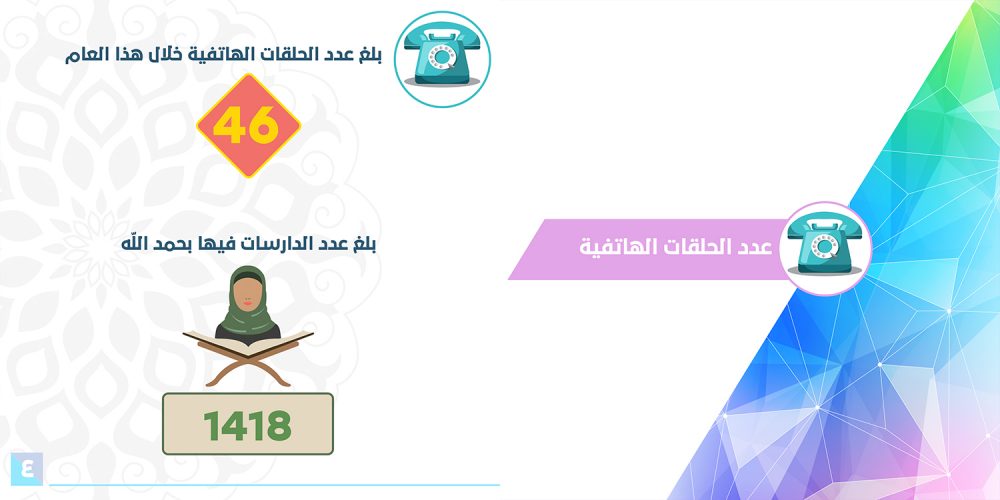 عدد الحلقات الهاتفية
بلغ عدد الحلقات الهاتفية خلال هذا العام
46
بلغ عدد الدارسات فيها بحمد الله
1418
٤